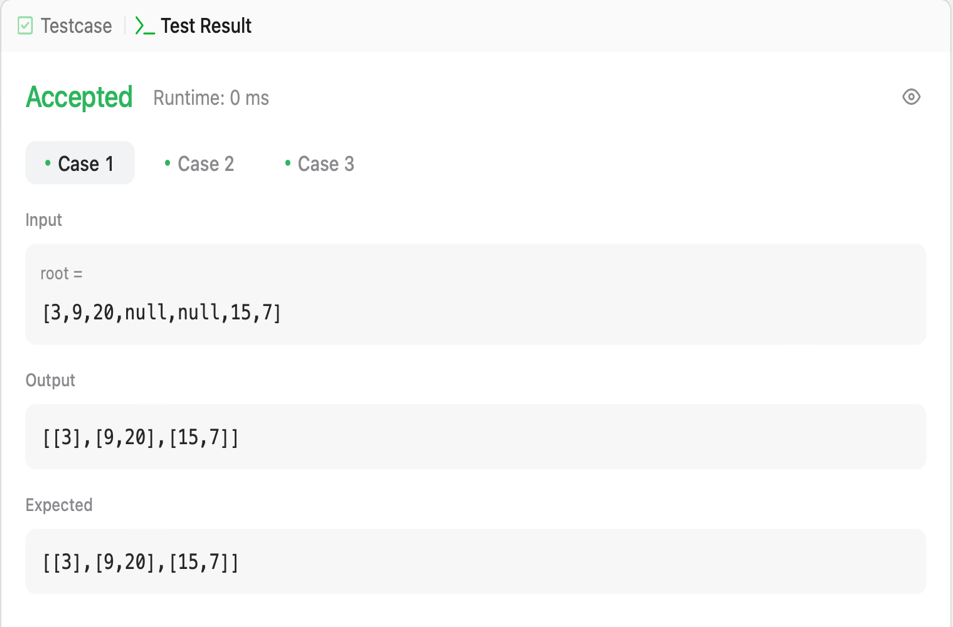 Testcase
Test Result
Accepted Runtime: 0 ms
Case 1 Case 2 Case 3
Input
root =
[3,9,20,null,null,15,7]
Output
[[3],[9,20],[15,7]]
Expected
[[3],[9,20],[15,7]]